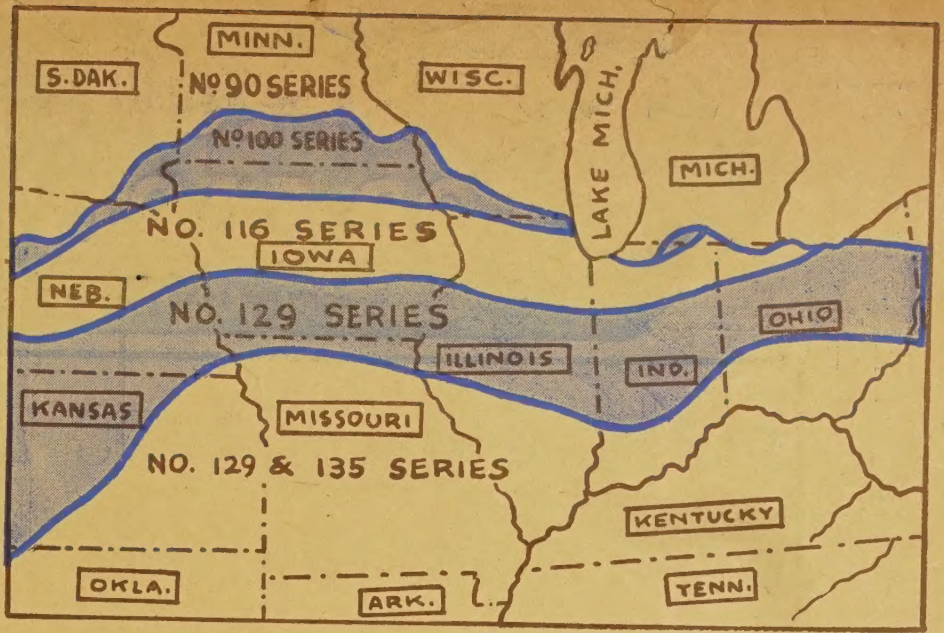 MINN.
S. DAK.
Nº 90 SERIES
WISC.
LAKE MICH.
Nº 100 SERIES
MICH.
NO. 116 SERIES
IOWA
NEB.
NO. 129 SERIES
OHIO
ILLINOIS
IND.
KANSAS
MISSOURI
NO. 129 & 135 SERIES
KENTUCKY
OKLA.
ARK.
TENN.